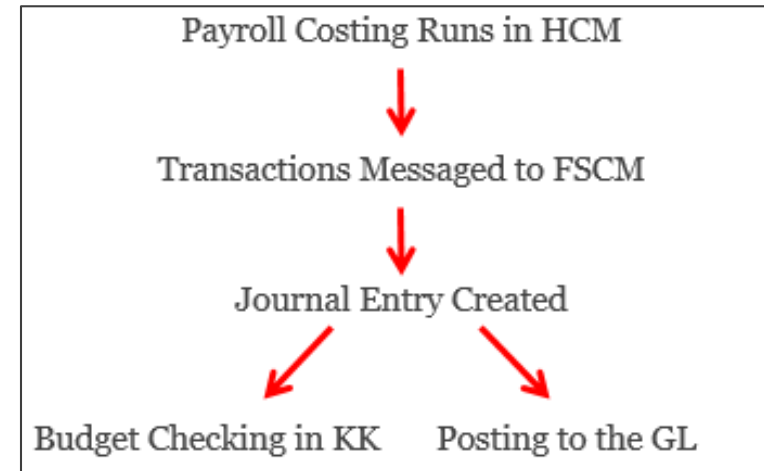 Payroll Costing Runs in HCM
Transactions Messaged to FSCM
Journal Entry Created
Budget Checking in KK Posting to the GL